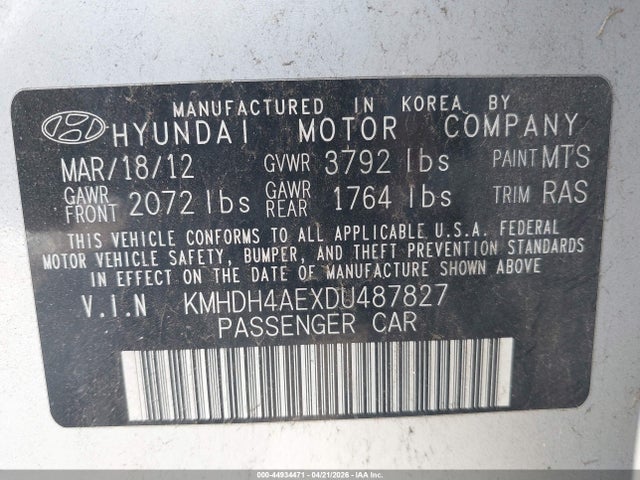 MANUFACTURED IN KOREA BY
HYUNDAI MOTOR COMPANY
MAR/18/12 GVWR 3792 lbs PAINT MTS
GAWR FRONT 2072 lbs GAWR REAR 1764 lbs TRIM RAS
THIS VEHICLE CONFORMS TO ALL APPLICABLE U.S.A. FEDERAL
MOTOR VEHICLE SAFETY, BUMPER, AND THEFT PREVENTION STANDARDS
IN EFFECT ON THE DATE OF MANUFACTURE SHOWN ABOVE
V.I.N KMHDH4AEXDU487827
PASSENGER CAR
000-44934471 - 04/21/2026 - IAAI.com